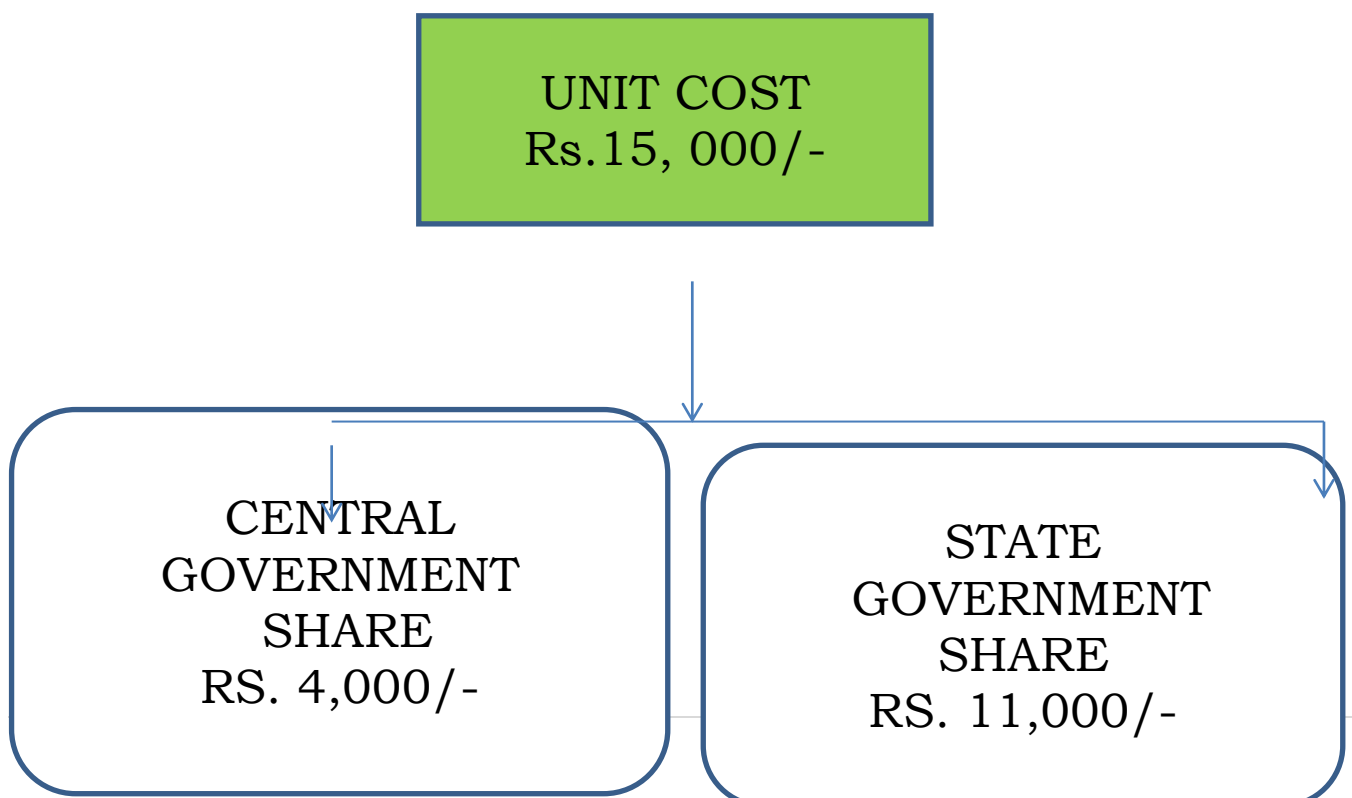 UNIT COST
Rs.15, 000/-
CENTRAL
GOVERNMENT
SHARE
RS. 4,000/-
STATE
GOVERNMENT
SHARE
RS. 11,000/-